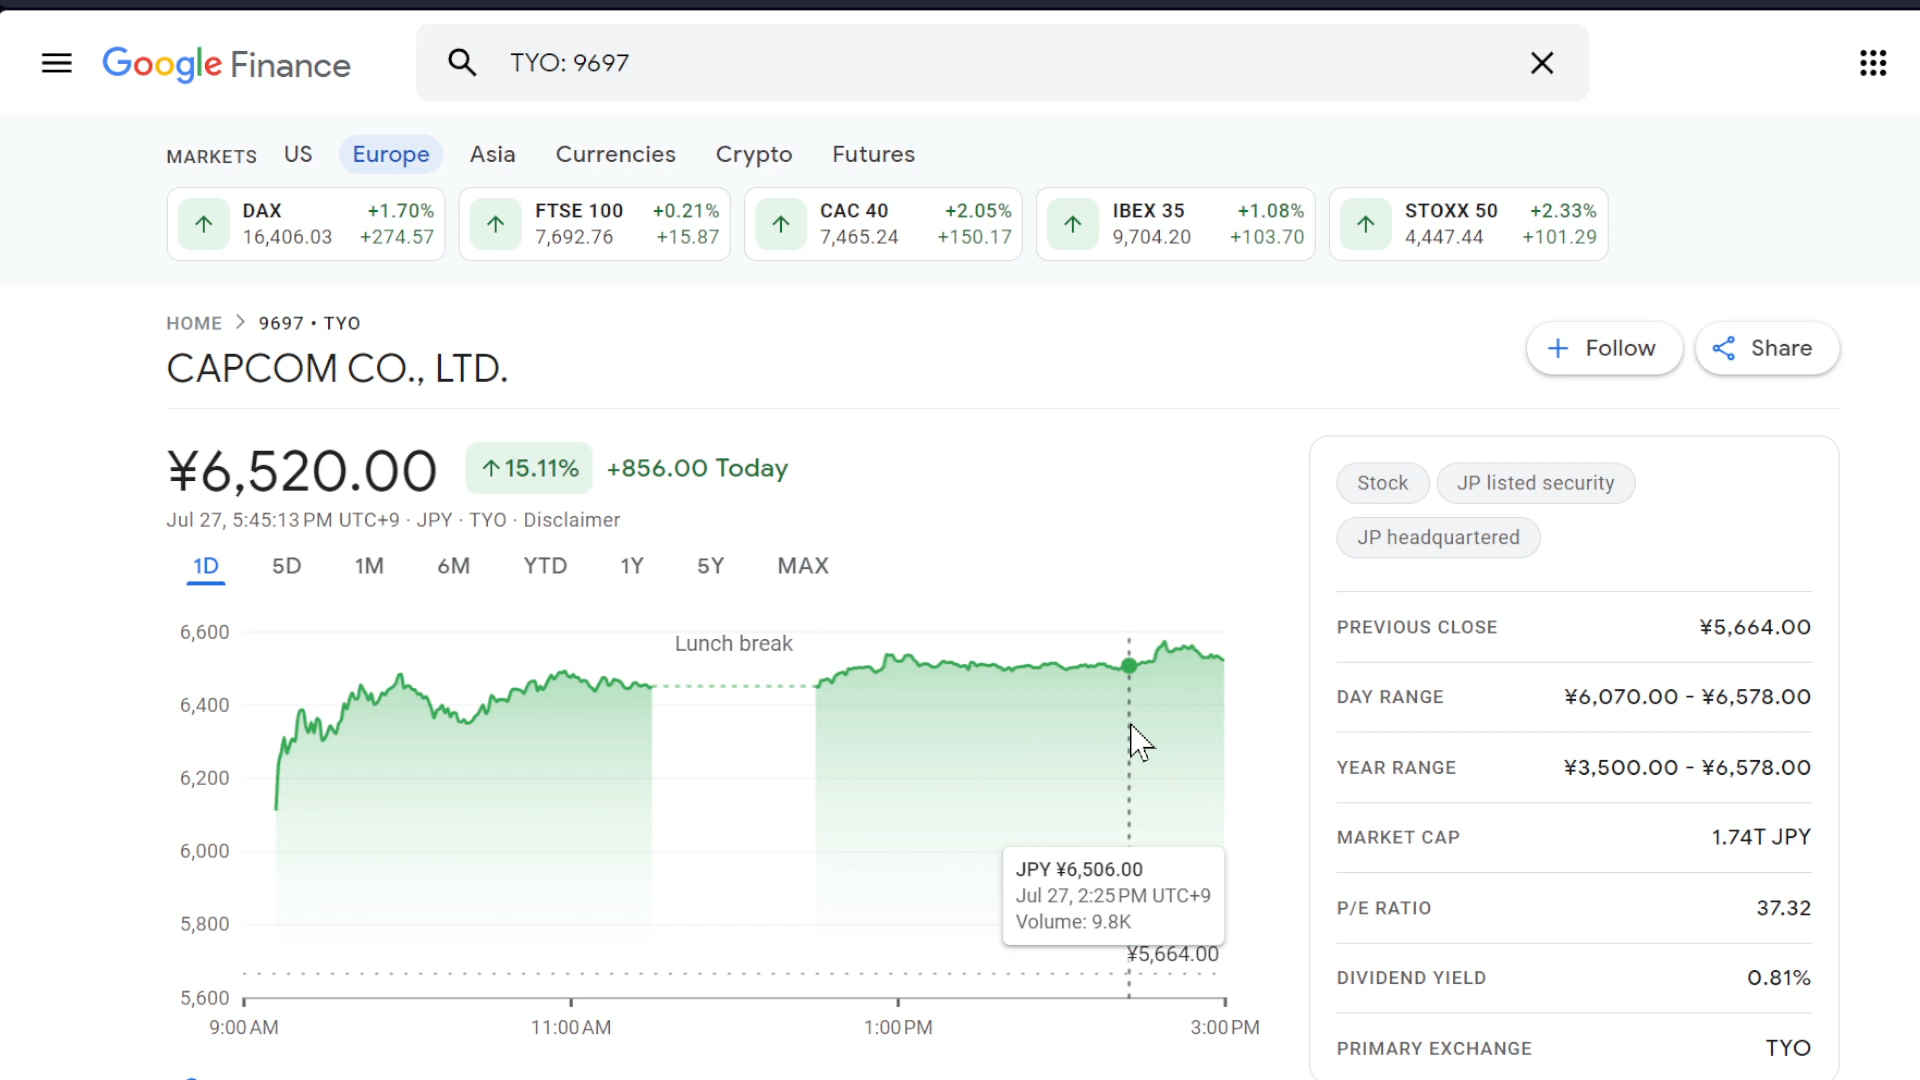 Google Finance
TYO: 9697
MARKETS US Europe Asia Currencies Crypto Futures
DAX +1.70%
16,406.03 +274.57
FTSE 100 +0.21%
7,692.76 +15.87
CAC 40 +2.05%
7,465.24 +150.17
IBEX 35 +1.08%
9,704.20 +103.70
STOXX 50 +2.33%
4,447.44 +101.29
HOME > 9697 • TYO
CAPCOM CO., LTD.
+ Follow
Share
¥6,520.00 ↑15.11% +856.00 Today
Jul 27, 5:45:13 PM UTC+9 · JPY · TYO · Disclaimer
1D 5D 1M 6M YTD 1Y 5Y MAX
6,600
6,400
6,200
6,000
5,800
5,600
Lunch break
JPY ¥6,506.00
Jul 27, 2:25 PM UTC+9
Volume: 9.8K
¥5,664.00
9:00 AM 11:00 AM 1:00 PM 3:00 PM
Stock JP listed security
JP headquartered
PREVIOUS CLOSE ¥5,664.00
DAY RANGE ¥6,070.00 - ¥6,578.00
YEAR RANGE ¥3,500.00 - ¥6,578.00
MARKET CAP 1.74T JPY
P/E RATIO 37.32
DIVIDEND YIELD 0.81%
PRIMARY EXCHANGE TYO